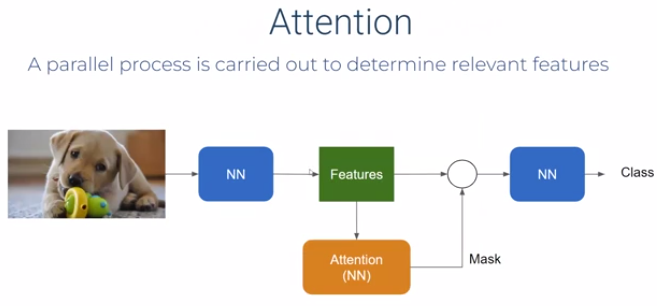 Attention
A parallel process is carried out to determine relevant features
NN
Features
NN
Class
Attention
(NN)
Mask